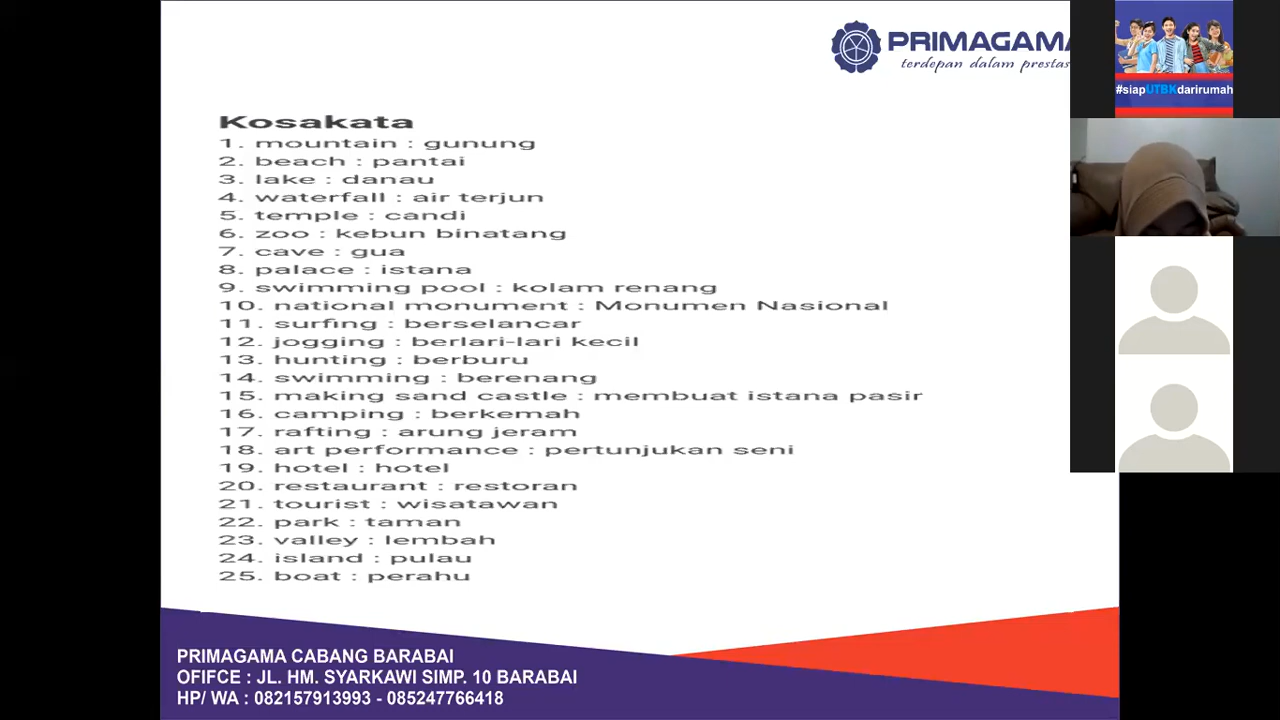 PRIMAGAMA
terdepan dalam prestas
#siapUTBKdarirumah
Kosakata
1. mountain : gunung
2. beach : pantai
3. lake : danau
4. waterfall : air terjun
5. temple : candi
6. zoo : kebun binatang
7. cave : gua
8. palace : istana
9. swimming pool : kolam renang
10. national monument : Monumen Nasional
11. surfing : berselancar
12. jogging : berlari-lari kecil
13. hunting : berburu
14. swimming : berenang
15. making sand castle : membuat istana pasir
16. camping : berkemah
17. rafting : arung jeram
18. art performance : pertunjukan seni
19. hotel : hotel
20. restaurant : restoran
21. tourist : wisatawan
22. park : taman
23. valley : lembah
24. island : pulau
25. boat : perahu
PRIMAGAMA CABANG BARABAI
OFIFCE : JL. HM. SYARKAWI SIMP. 10 BARABAI
HP/ WA : 082157913993 - 085247766418